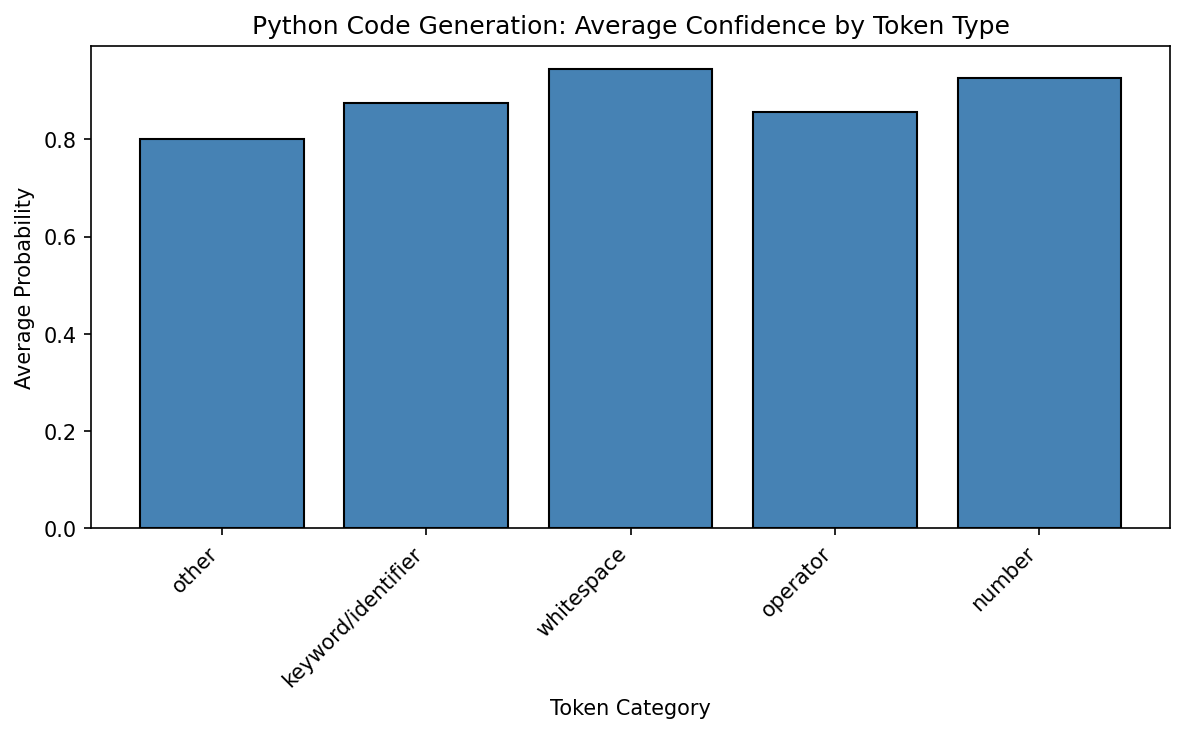 Python Code Generation: Average Confidence by Token Type
Average Probability
0.8
0.6
0.4
0.2
0.0
other
keyword/identifier
whitespace
operator
number
Token Category